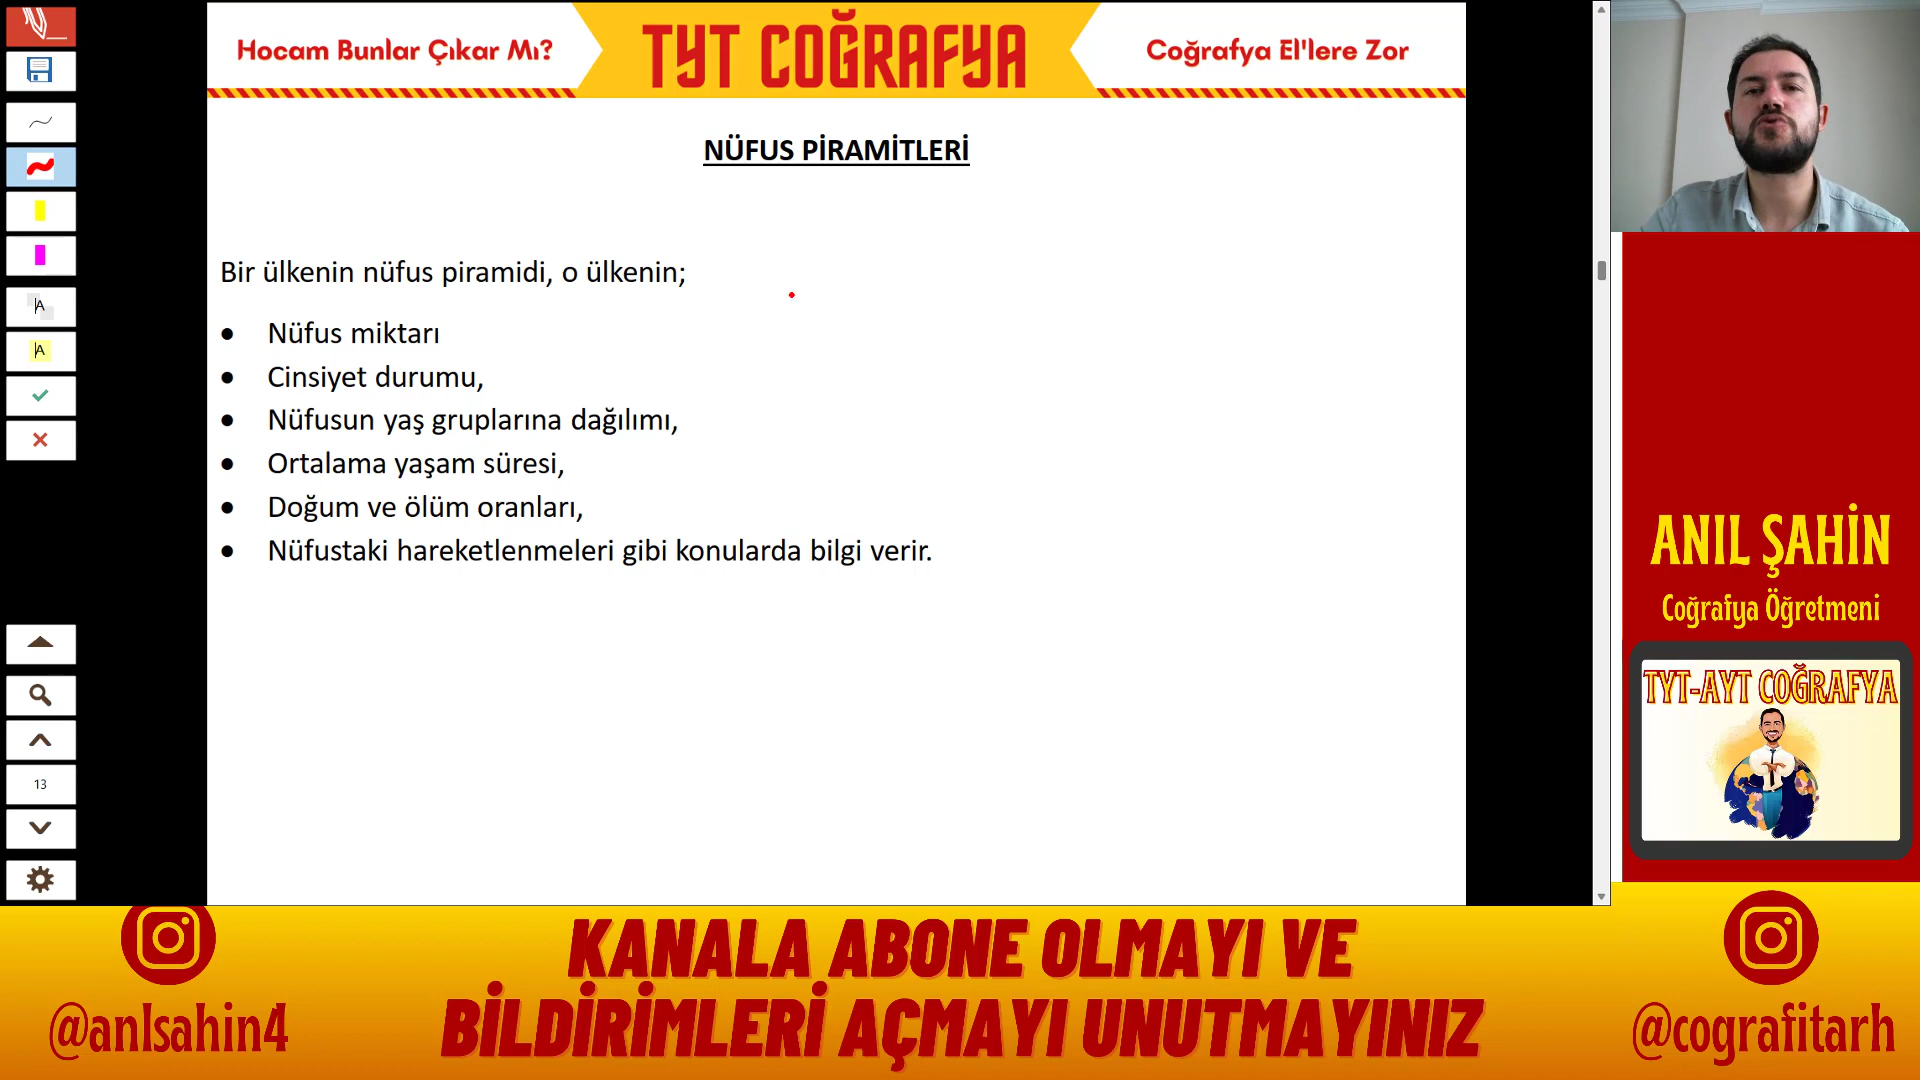 Hocam Bunlar Çıkar Mı?
TYT COĞRAFYA
Coğrafya El'lere Zor
NÜFUS PİRAMİTLERİ
Bir ülkenin nüfus piramidi, o ülkenin;
• Nüfus miktarı
• Cinsiyet durumu,
• Nüfusun yaş gruplarına dağılımı,
• Ortalama yaşam süresi,
• Doğum ve ölüm oranları,
• Nüfustaki hareketlenmeleri gibi konularda bilgi verir.
A
A
13
ANIL ŞAHİN
Coğrafya Öğretmeni
TYT-AYT COĞRAFYA
KANALA ABONE OLMAYI VE
BİLDİRİMLERİ AÇMAYI UNUTMAYINIZ
@anlsahin4
@cografitarh